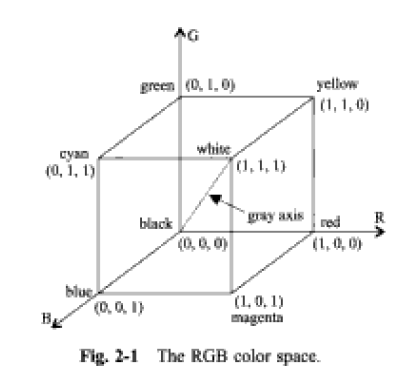 G
green (0, 1, 0)
yellow
(1, 1, 0)
cyan
(0, 1, 1)
white
(1, 1, 1)
gray axis
black
(0, 0, 0)
red
(1, 0, 0)
R
blue
(0, 0, 1)
B
(1, 0, 1)
magenta
Fig. 2-1 The RGB color space.